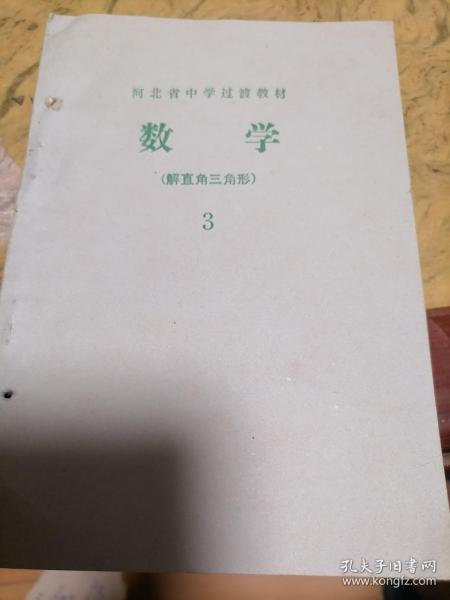 河北省中学过渡教材
数学
(解直角三角形)
3
孔夫子旧书网
www.kongfz.com